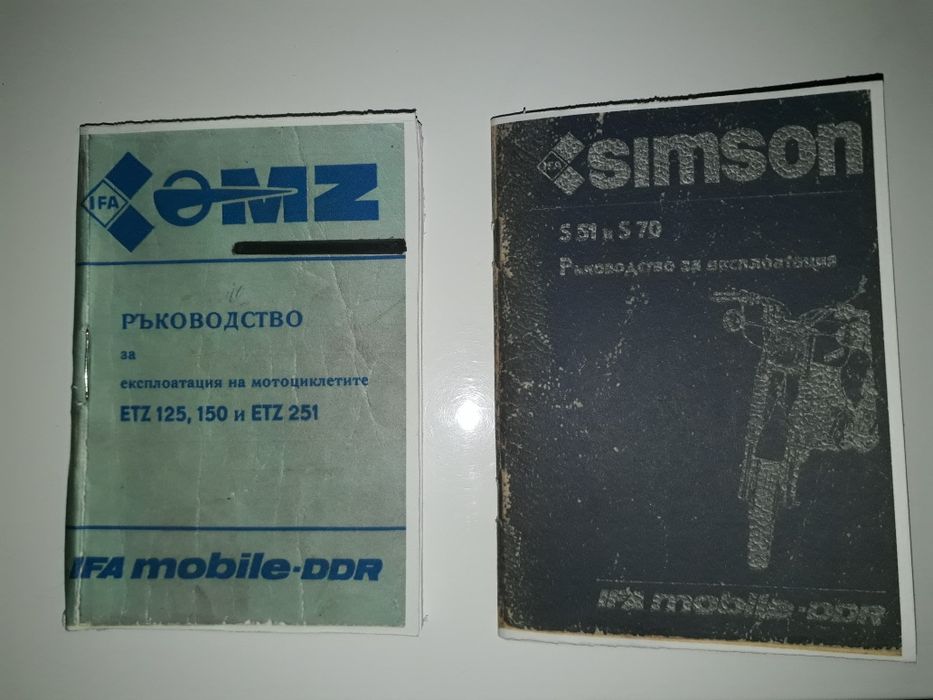 IFA
MZ
РЪКОВОДСТВО
за
експлоатация на мотоциклетите
ETZ 125, 150 и ETZ 251
IFA mobile-DDR
IFA
simson
S 51 и S 70
Ръководство за експлоатация
IFA mobile-DDR